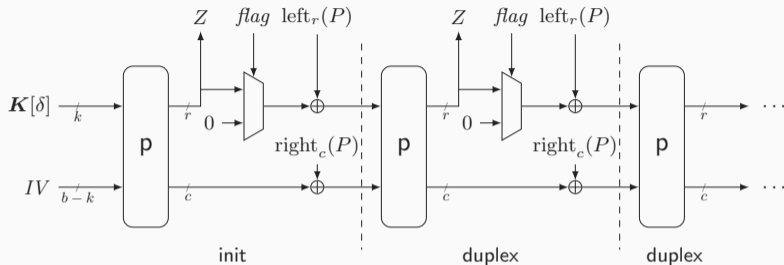 Z flag left_r(P) Z flag left_r(P)
K[δ] k p r 0 p r 0 p r ...
right_c(P) right_c(P)
IV b − k c c c ...
init duplex duplex